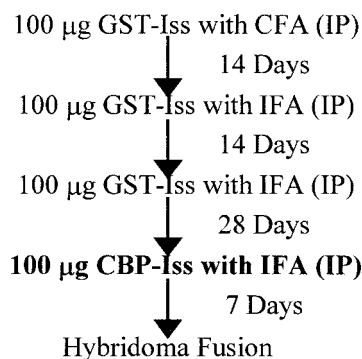 100 µg GST-Iss with CFA (IP)
14 Days
100 µg GST-Iss with IFA (IP)
14 Days
100 µg GST-Iss with IFA (IP)
28 Days
100 µg CBP-Iss with IFA (IP)
7 Days
Hybridoma Fusion